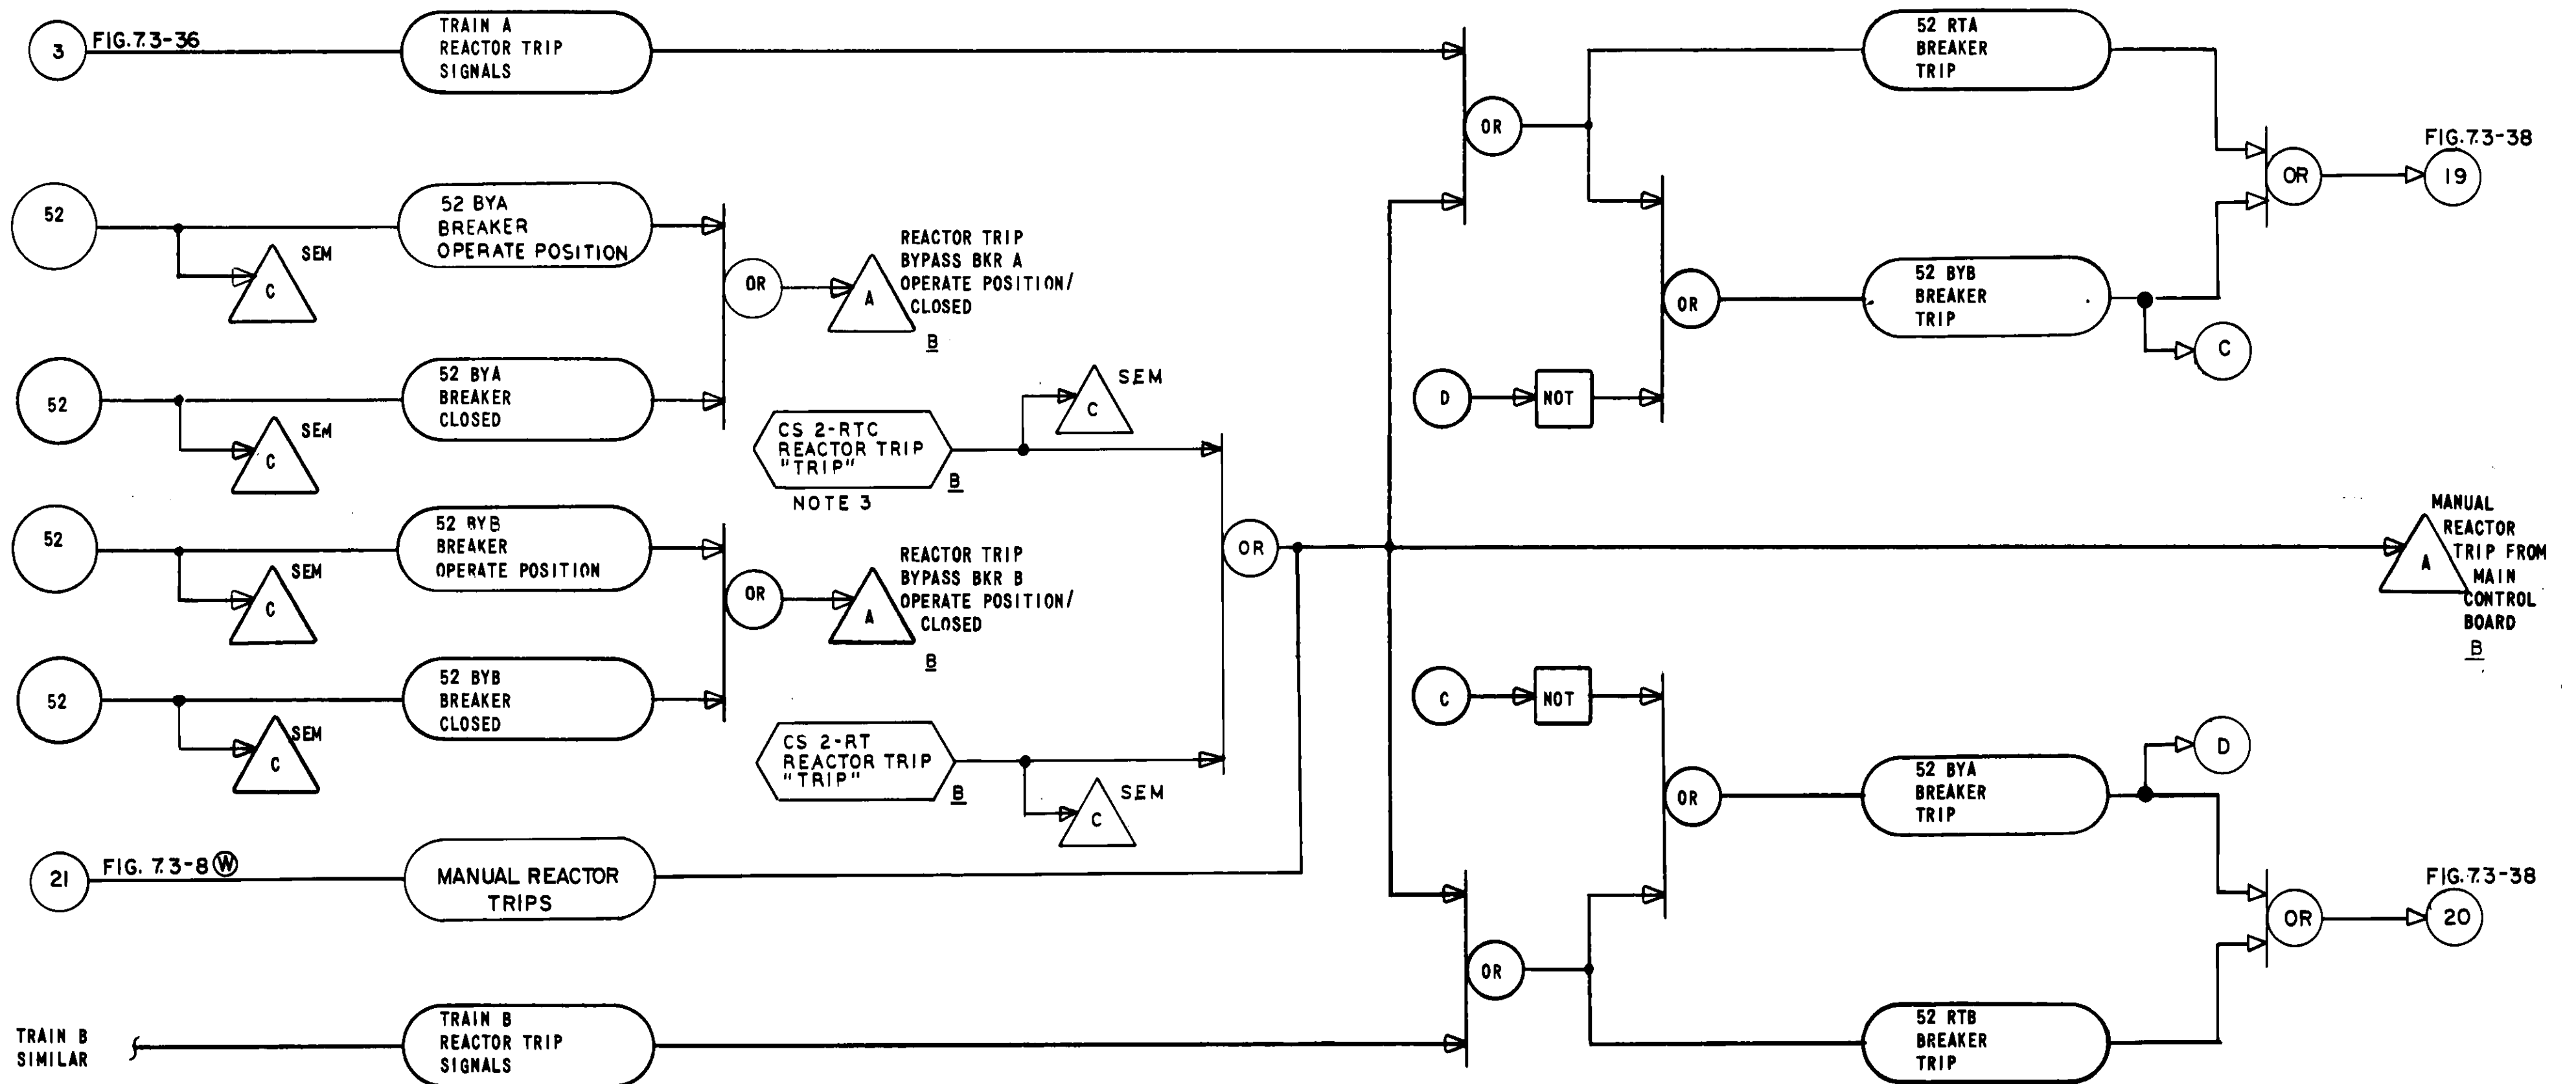 3
FIG.7.3-36
TRAIN A
REACTOR TRIP
SIGNALS
52 RTA
BREAKER
TRIP
OR
OR
FIG.7.3-38
19
52
SEM
C
52 BYA
BREAKER
OPERATE POSITION
OR
A
REACTOR TRIP
BYPASS BKR A
OPERATE POSITION/
CLOSED
B
OR
52 BYB
BREAKER
TRIP
C
52
SEM
C
52 BYA
BREAKER
CLOSED
D
NOT
CS 2-RTC
REACTOR TRIP
"TRIP"
B
NOTE 3
SEM
C
52
SEM
C
52 BYB
BREAKER
OPERATE POSITION
OR
A
REACTOR TRIP
BYPASS BKR B
OPERATE POSITION/
CLOSED
B
OR
MANUAL
REACTOR
TRIP FROM
MAIN
CONTROL
BOARD
A
B
52
SEM
C
52 BYB
BREAKER
CLOSED
CS 2-RT
REACTOR TRIP
"TRIP"
B
SEM
C
C
NOT
OR
52 BYA
BREAKER
TRIP
D
21
FIG. 7.3-8 W
MANUAL REACTOR
TRIPS
OR
FIG.7.3-38
20
OR
TRAIN B
SIMILAR
TRAIN B
REACTOR TRIP
SIGNALS
52 RTB
BREAKER
TRIP